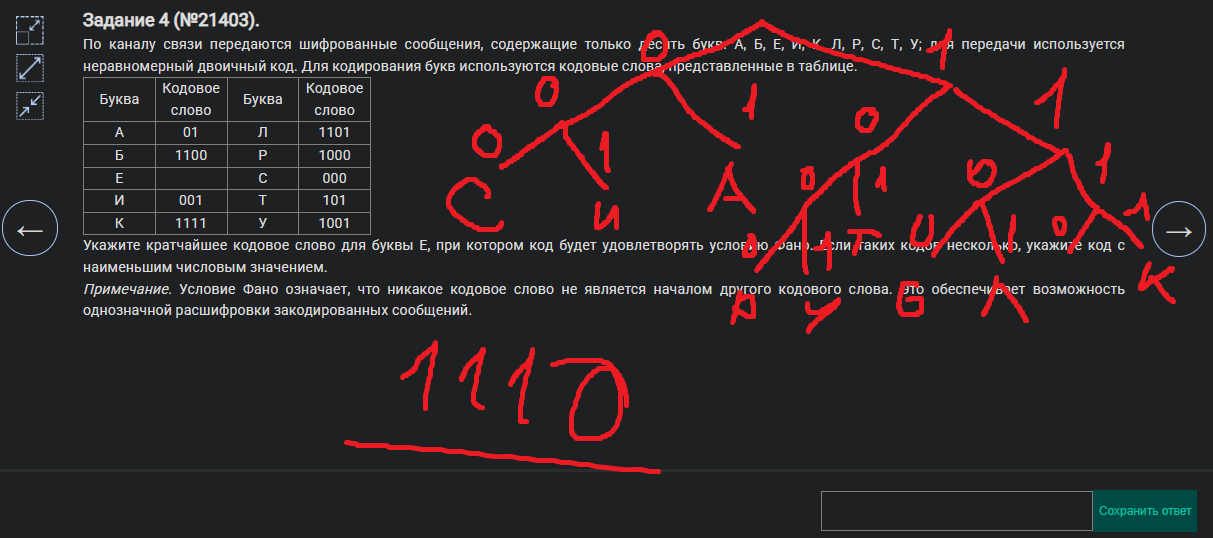 Задание 4 (№21403).
По каналу связи передаются шифрованные сообщения, содержащие только десять букв: А, Б, Е, И, К, Л, Р, С, Т, У; для передачи используется
неравномерный двоичный код. Для кодирования букв используются кодовые слова, представленные в таблице.
Буква Кодовое слово Буква Кодовое слово
А 01 Л 1101
Б 1100 Р 1000
Е С 000
И 001 Т 101
К 1111 У 1001
Укажите кратчайшее кодовое слово для буквы Е, при котором код будет удовлетворять условию Фано. Если таких кодов несколько, укажите код с
наименьшим числовым значением.
Примечание. Условие Фано означает, что никакое кодовое слово не является началом другого кодового слова. Это обеспечивает возможность
однозначной расшифровки закодированных сообщений.
0 1
0 1 0 1
0 1 0 1 0 1
С И А 0 1 Т 0 1 0 1
Р У Б Л К
1110
Сохранить ответ